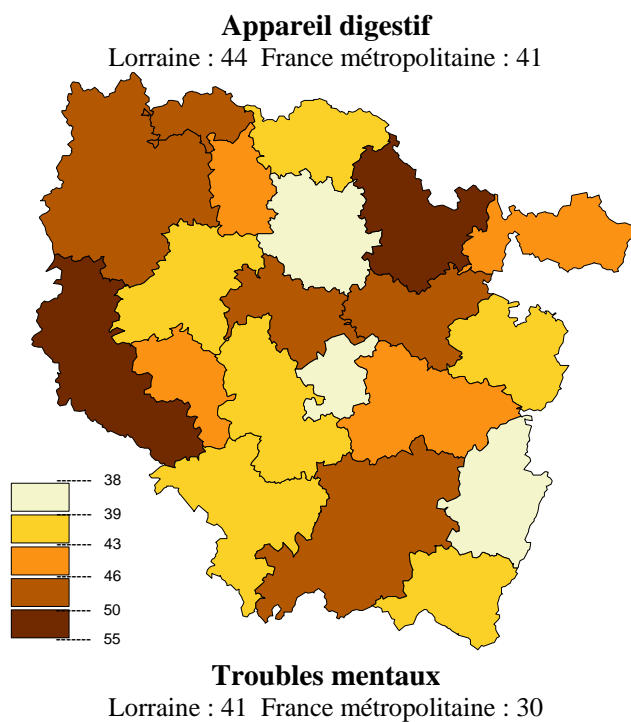 Appareil digestif
Lorraine : 44 France métropolitaine : 41
38
39
43
46
50
55
Troubles mentaux
Lorraine : 41 France métropolitaine : 30